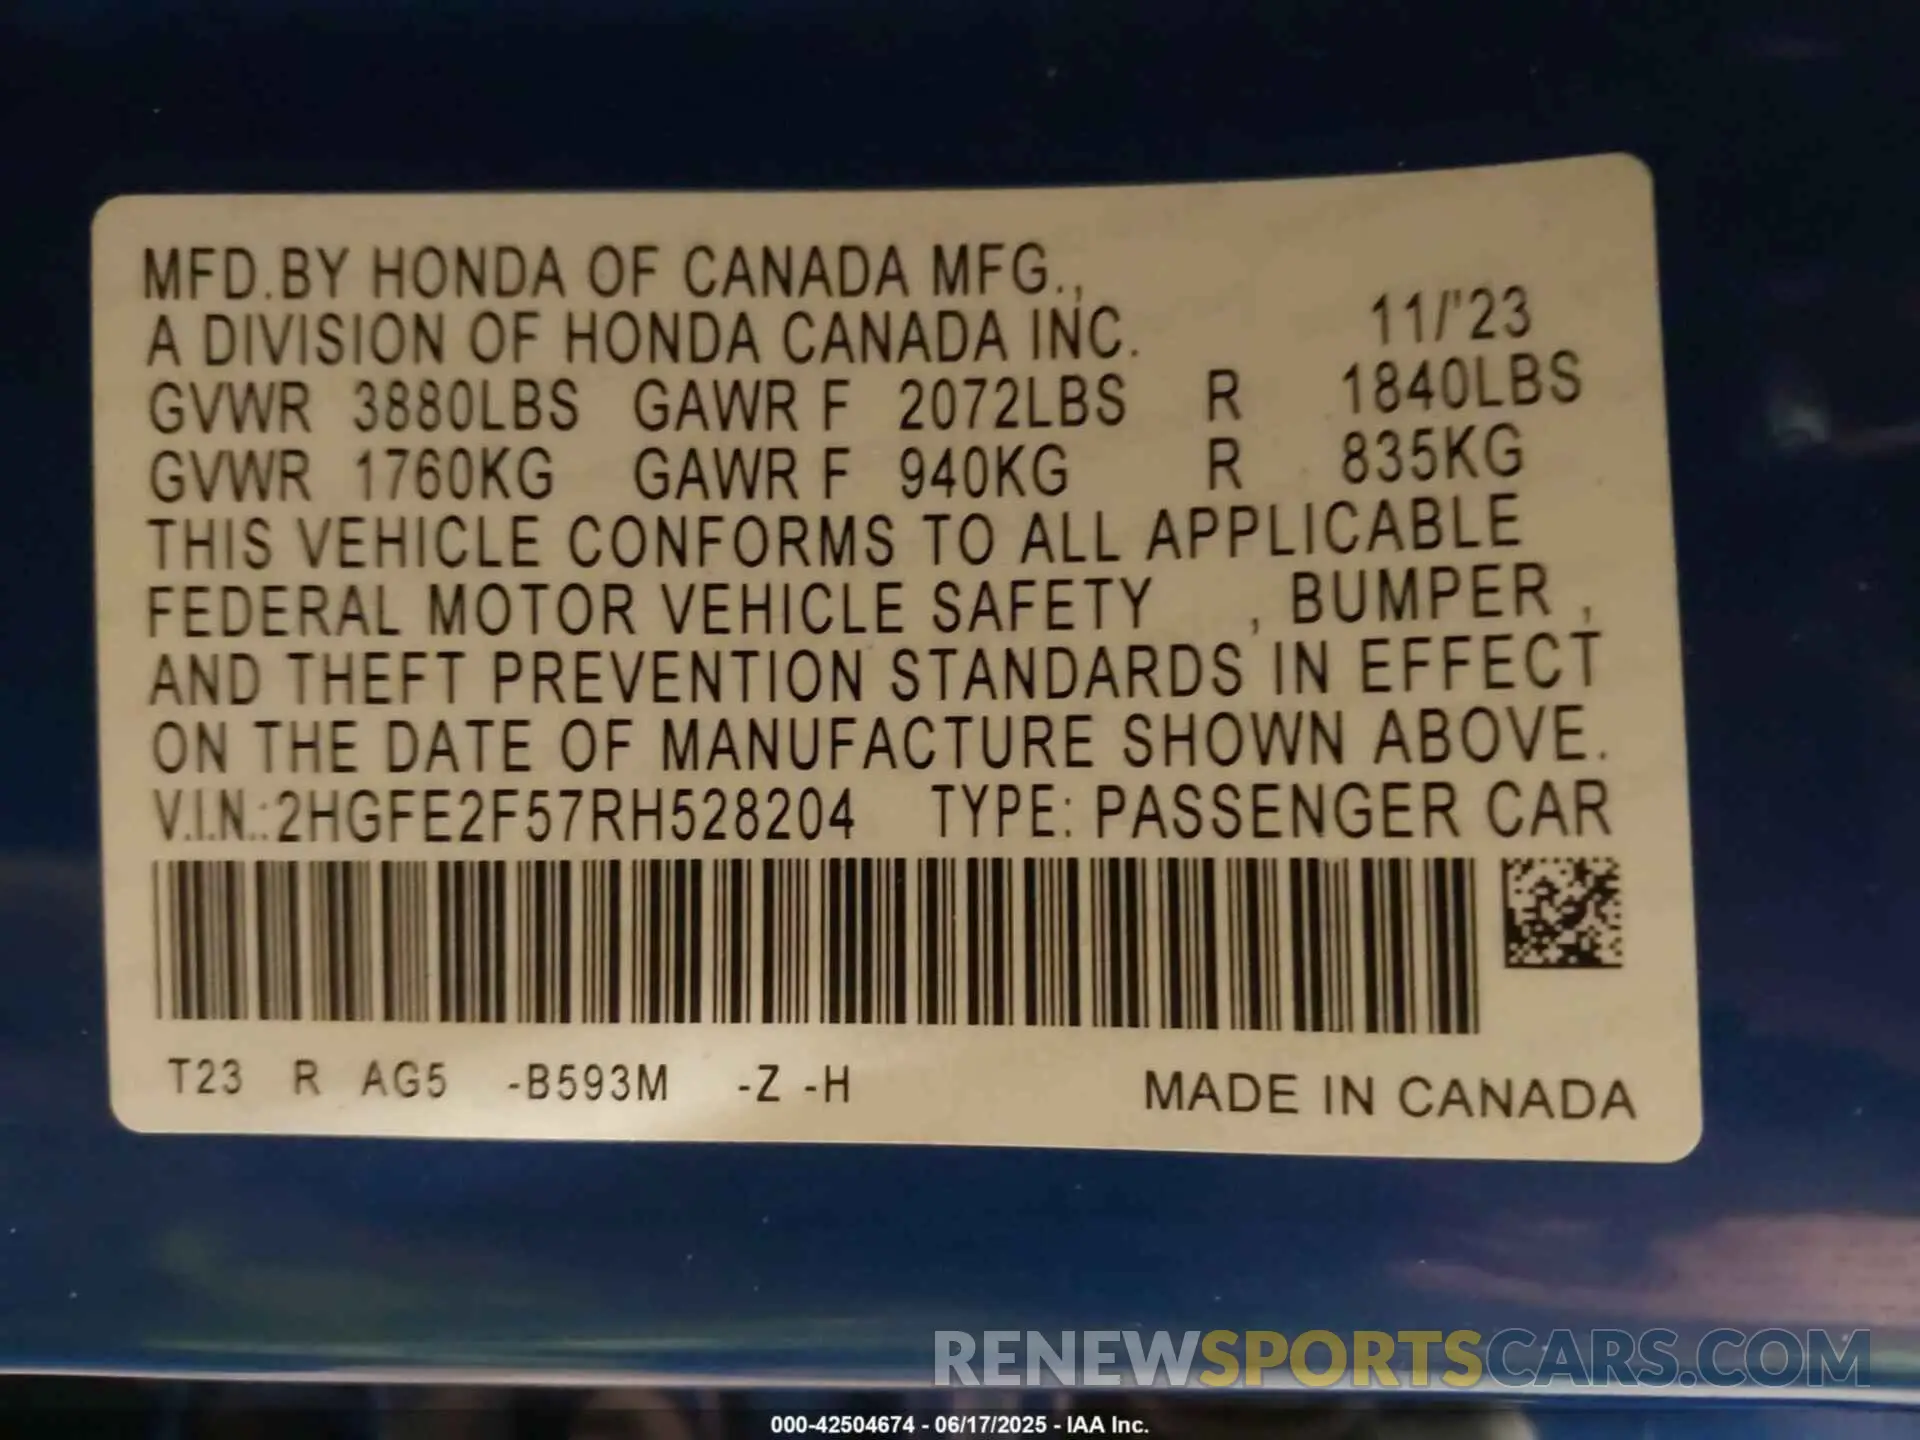 MFD.BY HONDA OF CANADA MFG.,
A DIVISION OF HONDA CANADA INC. 11/'23
GVWR 3880LBS GAWR F 2072LBS R 1840LBS
GVWR 1760KG GAWR F 940KG R 835KG
THIS VEHICLE CONFORMS TO ALL APPLICABLE
FEDERAL MOTOR VEHICLE SAFETY , BUMPER ,
AND THEFT PREVENTION STANDARDS IN EFFECT
ON THE DATE OF MANUFACTURE SHOWN ABOVE.
V.I.N.:2HGFE2F57RH528204 TYPE: PASSENGER CAR
T23 R AG5 -B593M -Z -H MADE IN CANADA
RENEWSPORTSCARS.COM
000-42504674 - 06/17/2025 - IAA Inc.